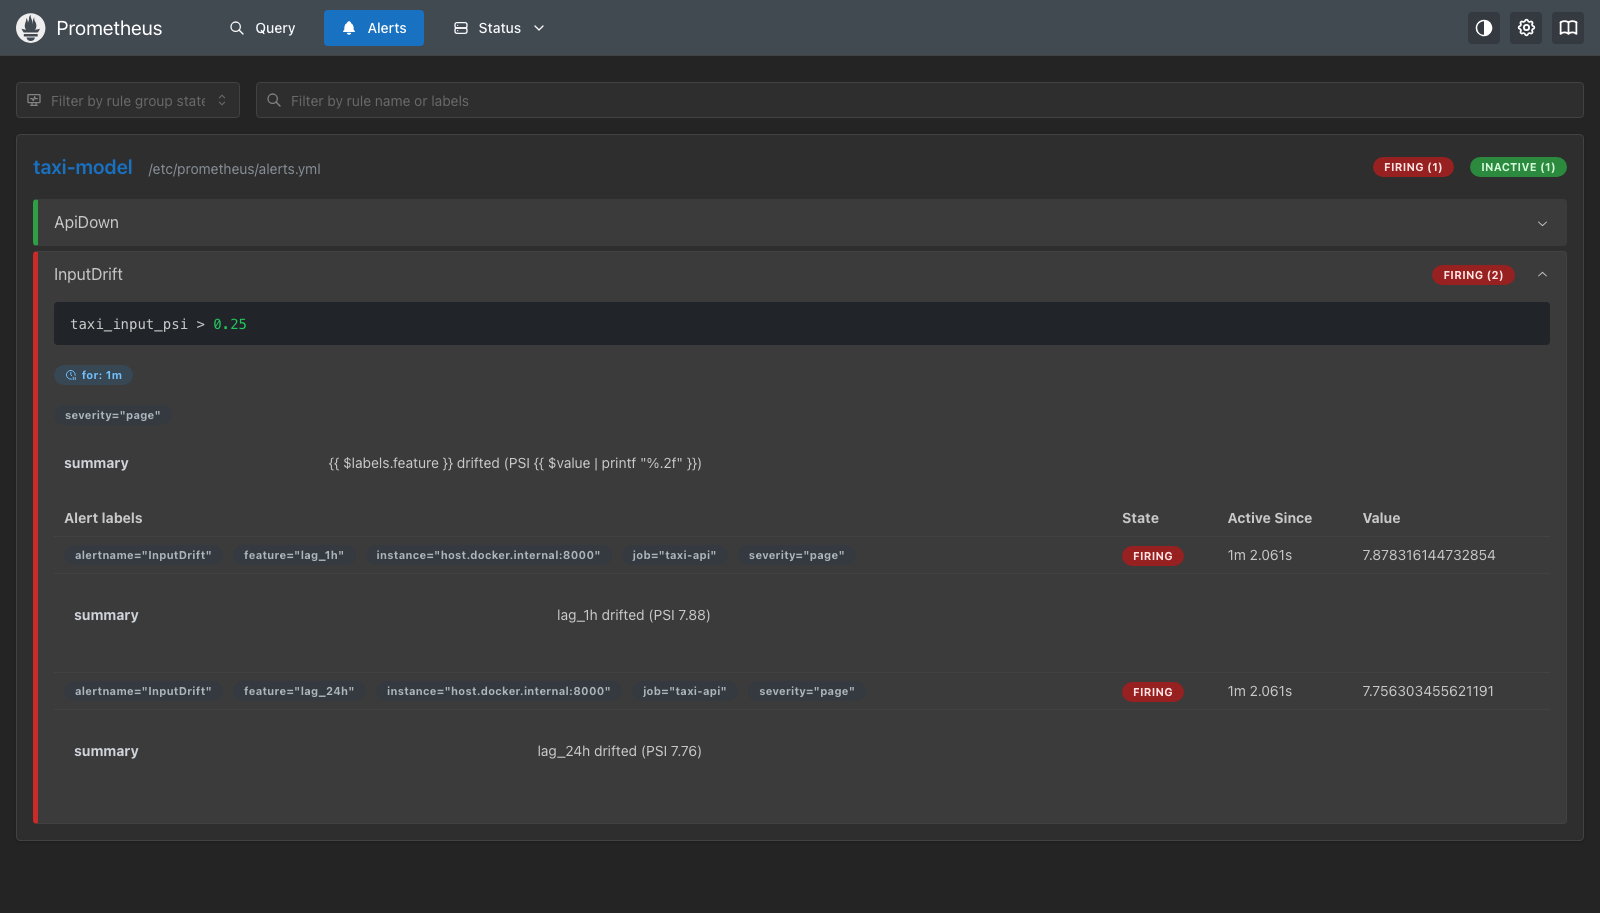 Prometheus
Query
Alerts
Status
Filter by rule group state
Filter by rule name or labels
taxi-model /etc/prometheus/alerts.yml FIRING (1) INACTIVE (1)
ApiDown
InputDrift FIRING (2)
taxi_input_psi > 0.25
for: 1m
severity="page"
summary {{ $labels.feature }} drifted (PSI {{ $value | printf "%.2f" }})
Alert labels State Active Since Value
alertname="InputDrift" feature="lag_1h" instance="host.docker.internal:8000" job="taxi-api" severity="page" FIRING 1m 2.061s 7.878316144732854
summary lag_1h drifted (PSI 7.88)
alertname="InputDrift" feature="lag_24h" instance="host.docker.internal:8000" job="taxi-api" severity="page" FIRING 1m 2.061s 7.756303455621191
summary lag_24h drifted (PSI 7.76)